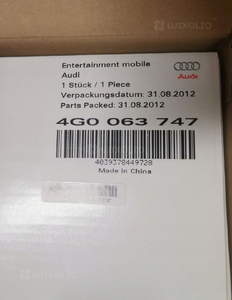 Entertainment mobile
Audi
1 Stück / 1 Piece
Verpackungsdatum: 31.08.2012
Parts Packed: 31.08.2012
Audi
4G0 063 747
4039378449728
Made in China